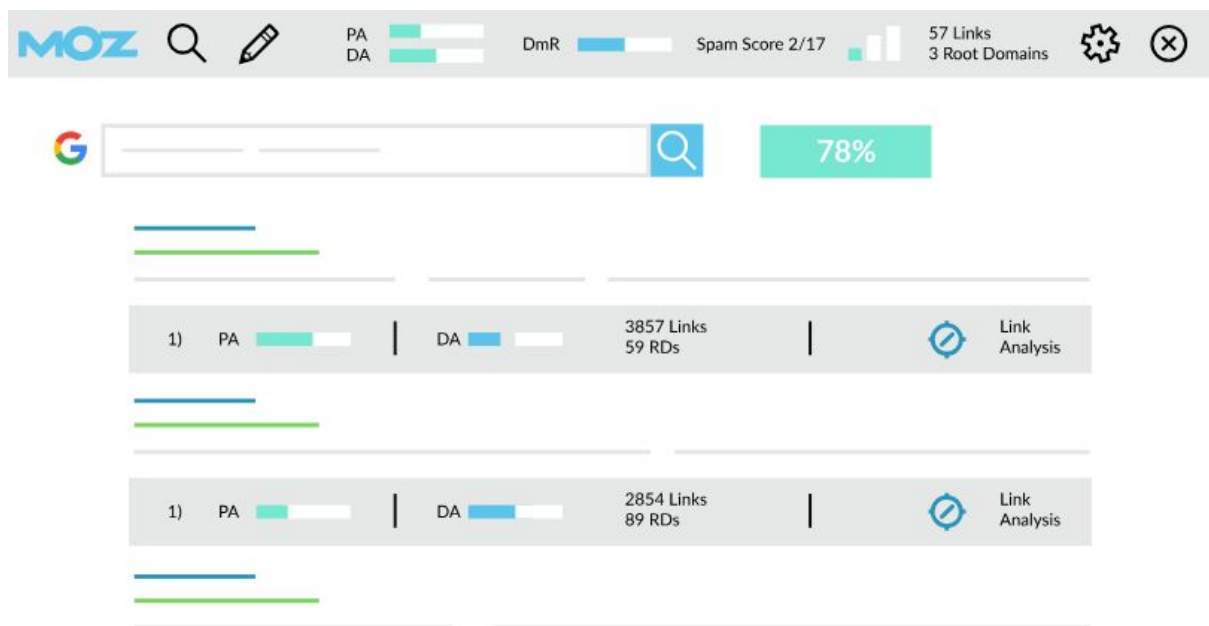 MOZ
PA
DA
DmR
Spam Score 2/17
57 Links
3 Root Domains
G
78%
1) PA
DA
3857 Links
59 RDs
Link
Analysis
1) PA
DA
2854 Links
89 RDs
Link
Analysis